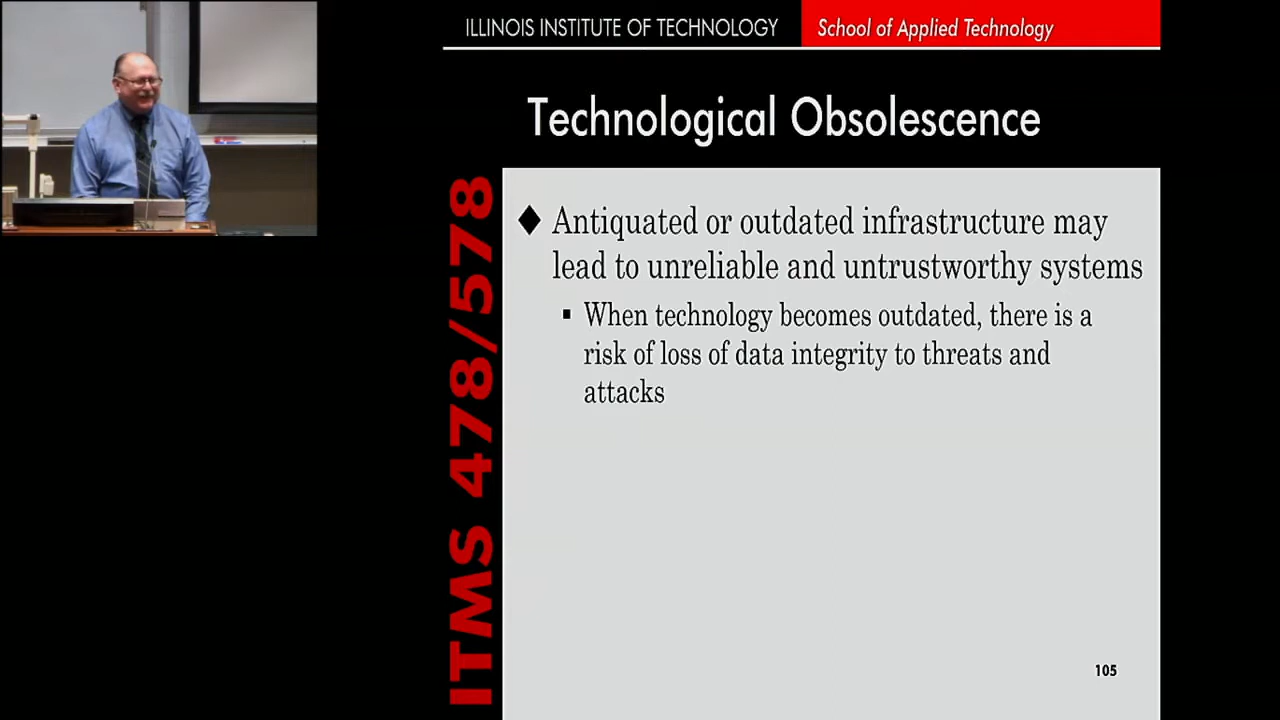 ILLINOIS INSTITUTE OF TECHNOLOGY School of Applied Technology
Technological Obsolescence
ITMS 478/578
♦ Antiquated or outdated infrastructure may
lead to unreliable and untrustworthy systems
▪ When technology becomes outdated, there is a
risk of loss of data integrity to threats and
attacks
105